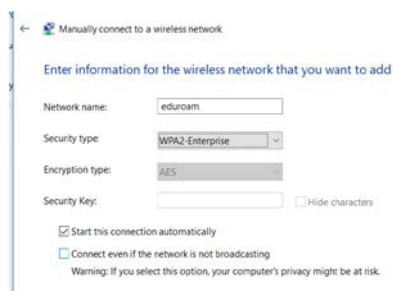 Manually connect to a wireless network
Enter information for the wireless network that you want to add
Network name: eduroam
Security type: WPA2-Enterprise
Encryption type: AES
Security Key: Hide characters
Start this connection automatically
Connect even if the network is not broadcasting
Warning: If you select this option, your computer's privacy might be at risk.